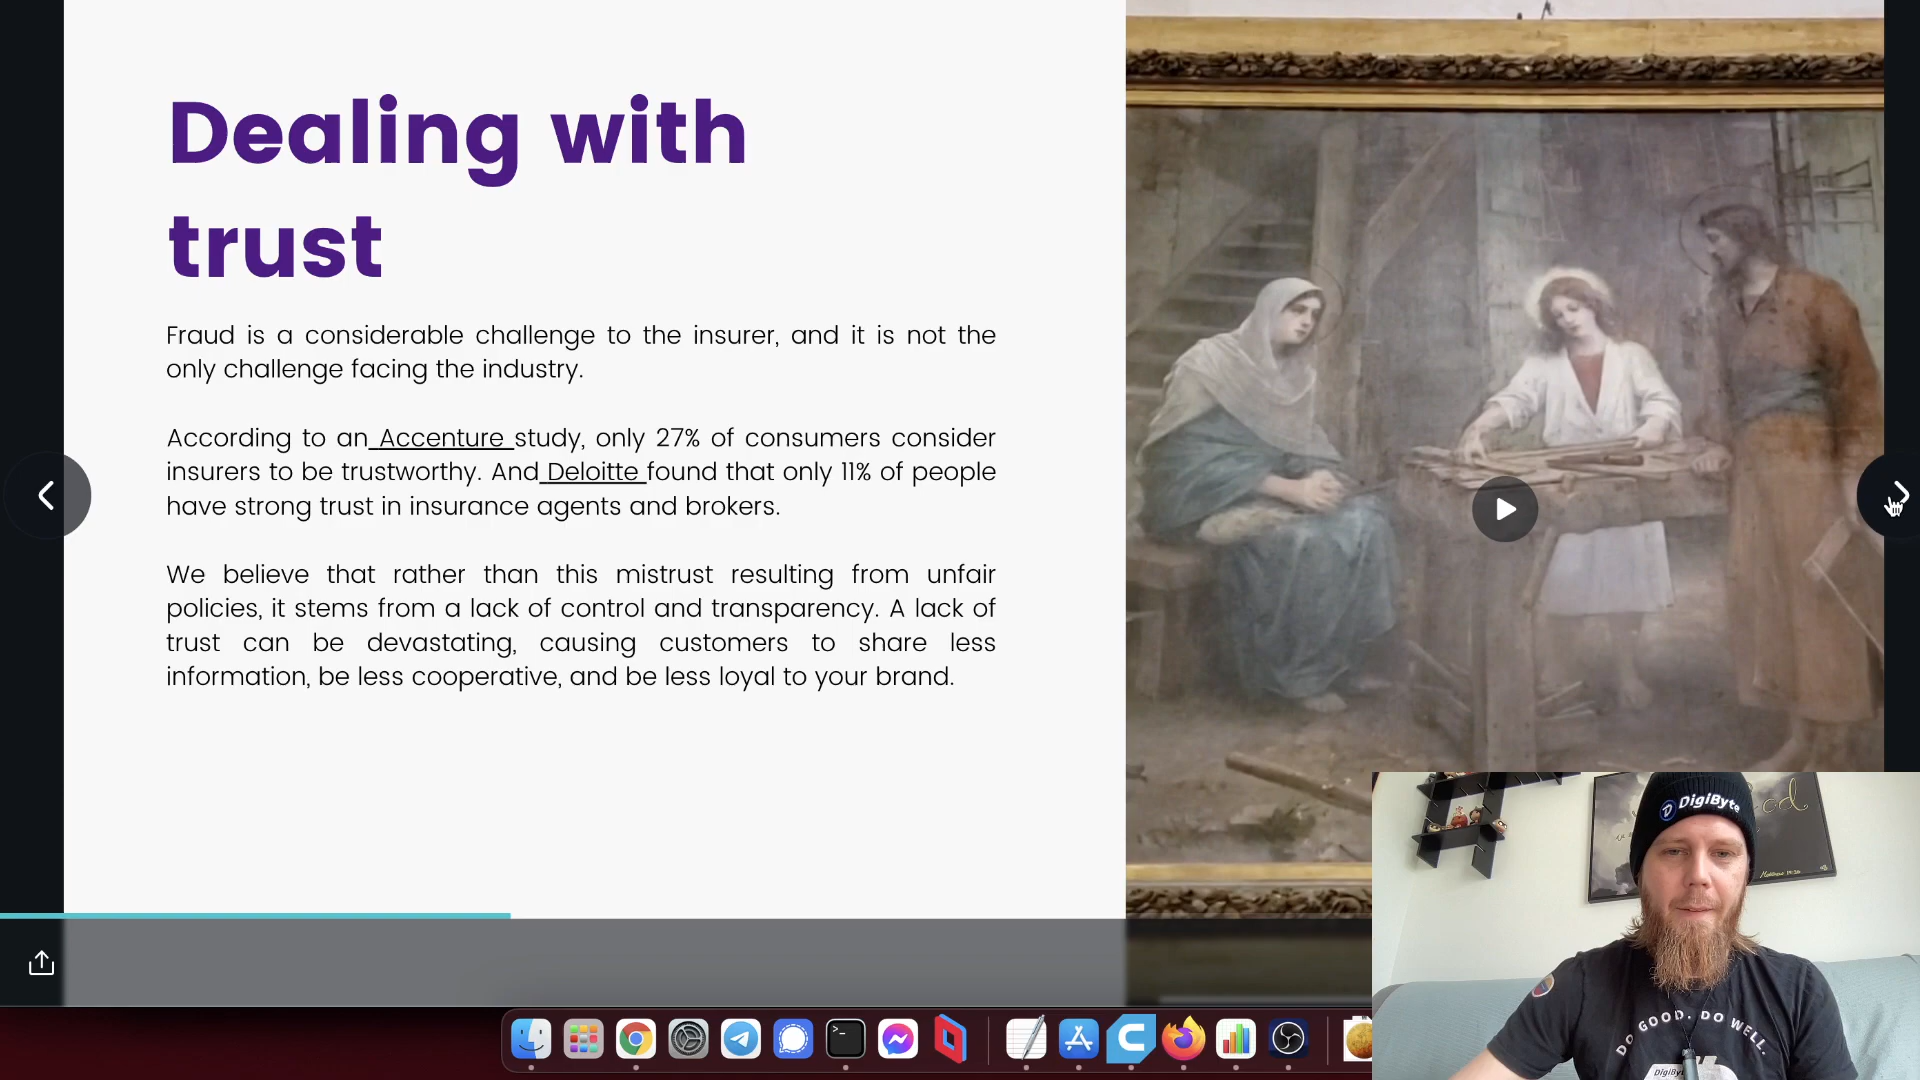 Dealing with
trust
Fraud is a considerable challenge to the insurer, and it is not the
only challenge facing the industry.
According to an Accenture study, only 27% of consumers consider
insurers to be trustworthy. And Deloitte found that only 11% of people
have strong trust in insurance agents and brokers.
We believe that rather than this mistrust resulting from unfair
policies, it stems from a lack of control and transparency. A lack of
trust can be devastating, causing customers to share less
information, be less cooperative, and be less loyal to your brand.
DigiByte
DO GOOD. DO WELL.